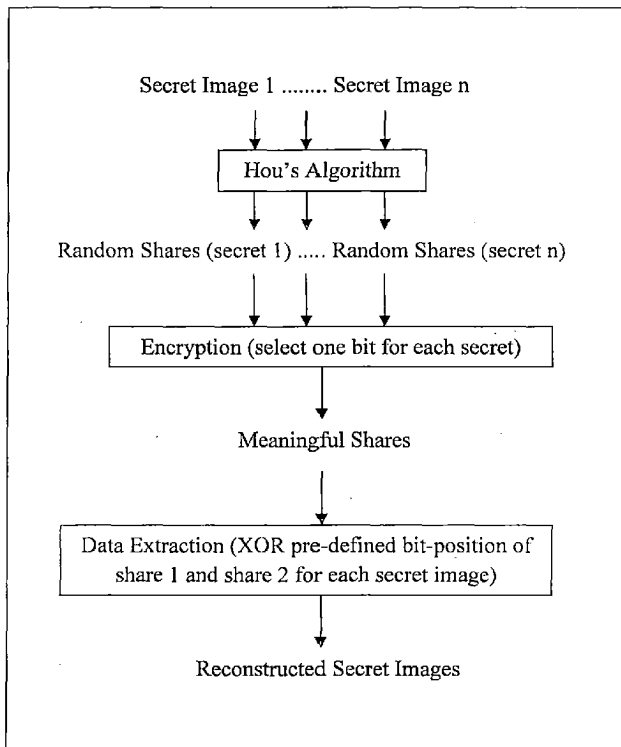 Secret Image 1 ........ Secret Image n
Hou's Algorithm
Random Shares (secret 1) ..... Random Shares (secret n)
Encryption (select one bit for each secret)
Meaningful Shares
Data Extraction (XOR pre-defined bit-position of
share 1 and share 2 for each secret image)
Reconstructed Secret Images